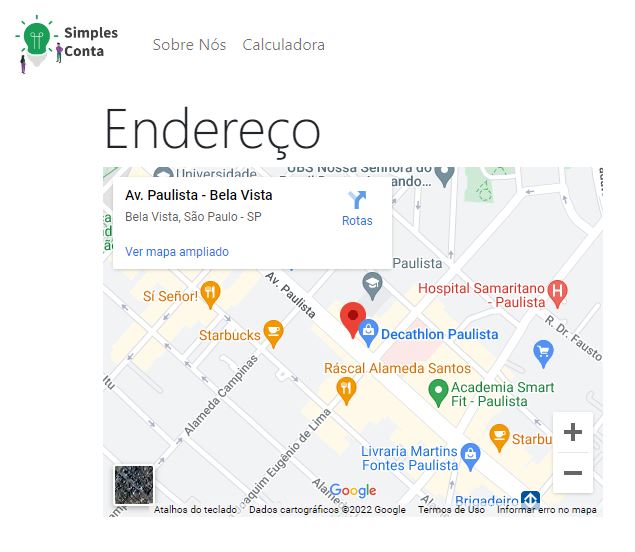 Simples
Conta
Sobre Nós
Calculadora
Endereço
Universidade
UBS Nossa Senhora do
Av. Paulista - Bela Vista
Bela Vista, São Paulo - SP
Rotas
Ver mapa ampliado
Av. Paulista
Paulista
Sí Señor!
Hospital Samaritano
- Paulista
Starbucks
Decathlon Paulista
R. Dr. Fausto
Ráscal Alameda Santos
Alameda Campinas
Academia Smart
Fit - Paulista
Joaquim Eugênio de Lima
Starbu
Livraria Martins
Fontes Paulista
Brigadeiro
Google
Atalhos do teclado
Dados cartográficos ©2022 Google
Termos de Uso
Informar erro no mapa